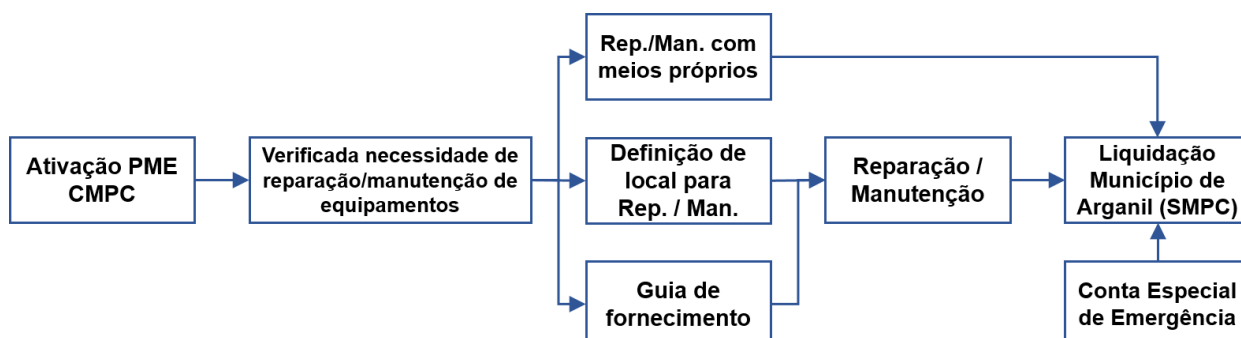 Rep./Man. com
meios próprios
Ativação PME
CMPC
Verificada necessidade de
reparação/manutenção de
equipamentos
Definição de
local para
Rep. / Man.
Reparação /
Manutenção
Liquidação
Município de
Arganil (SMPC)
Guia de
fornecimento
Conta Especial
de Emergência